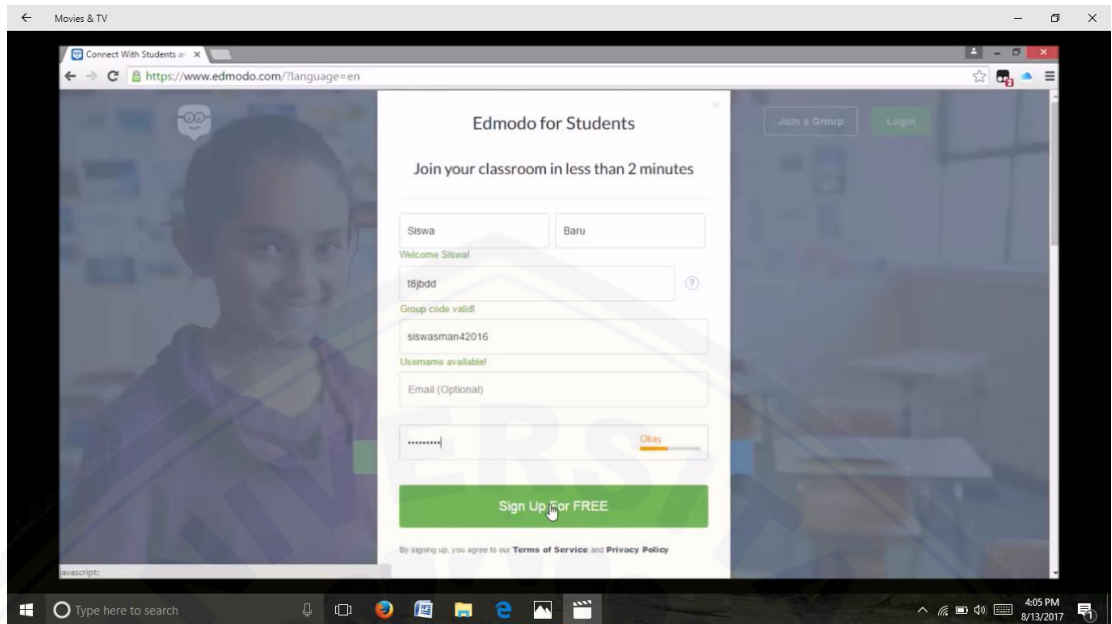 Movies & TV
Connect With Students
https://www.edmodo.com/?language=en
Join a Group
Login
Edmodo for Students
Join your classroom in less than 2 minutes
Siswa
Baru
Welcome Siswa!
t8jbdd
Group code valid!
siswasman42016
Username available!
Email (Optional)
Okay
Sign Up For FREE
By signing up, you agree to our Terms of Service and Privacy Policy
javascript:
Type here to search
4:05 PM
8/13/2017